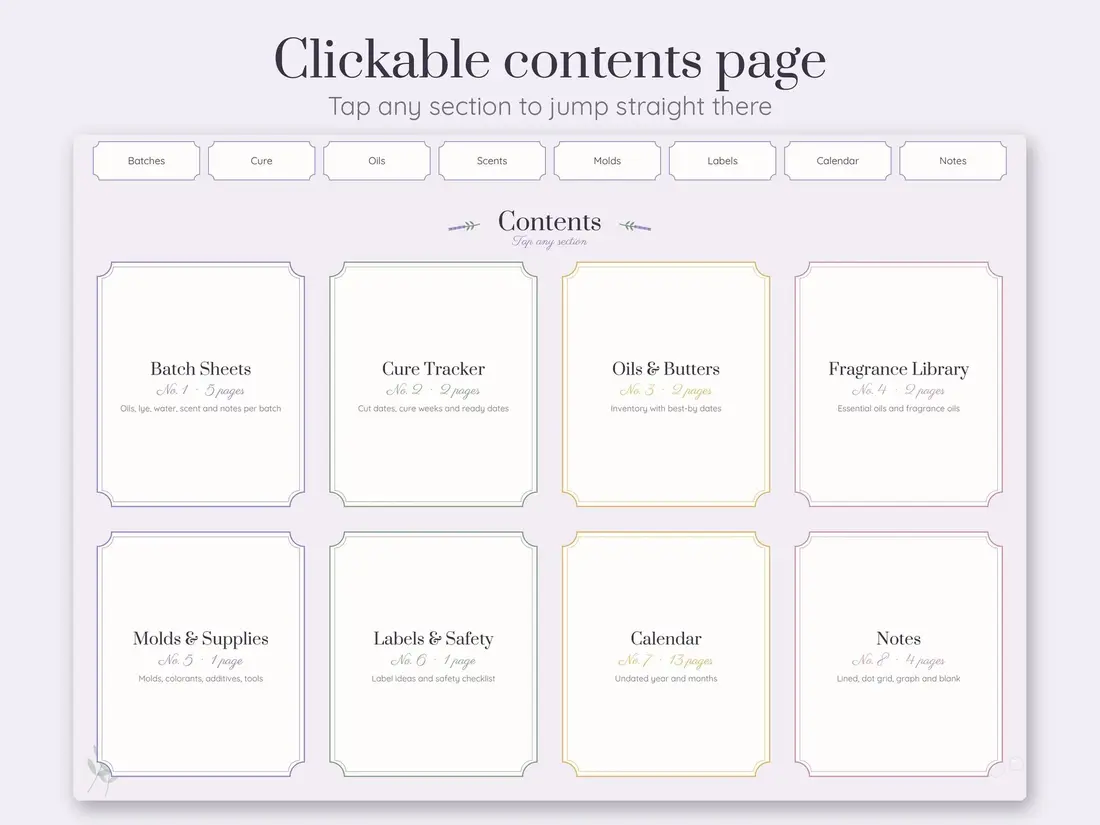 Clickable contents page
Tap any section to jump straight there
Batches
Cure
Oils
Scents
Molds
Labels
Calendar
Notes
Contents
Tap any section
Batch Sheets
No. 1 · 5 pages
Oils, lye, water, scent and notes per batch
Cure Tracker
No. 2 · 2 pages
Cut dates, cure weeks and ready dates
Oils & Butters
No. 3 · 2 pages
Inventory with best-by dates
Fragrance Library
No. 4 · 2 pages
Essential oils and fragrance oils
Molds & Supplies
No. 5 · 1 page
Molds, colorants, additives, tools
Labels & Safety
No. 6 · 1 page
Label ideas and safety checklist
Calendar
No. 7 · 13 pages
Undated year and months
Notes
No. 8 · 4 pages
Lined, dot grid, graph and blank